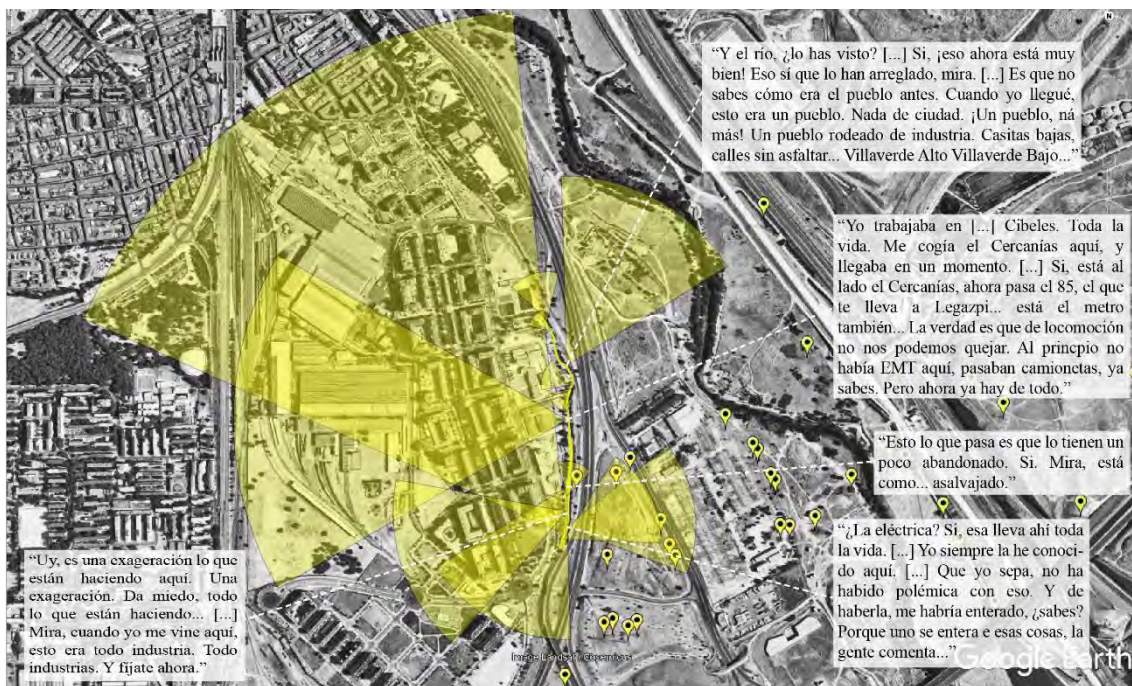 N
“Y el río, ¿lo has visto? [...] Si, ¡eso ahora está muy
bien! Eso sí que lo han arreglado, mira. [...] Es que no
sabes cómo era el pueblo antes. Cuando yo llegué,
esto era un pueblo. Nada de ciudad. ¡Un pueblo, ná
más! Un pueblo rodeado de industria. Casitas bajas,
calles sin asfaltar... Villaverde Alto Villaverde Bajo...”
“Yo trabajaba en [...] Cibeles. Toda la
vida. Me cogía el Cercanías aquí, y
llegaba en un momento. [...] Si, está al
lado el Cercanías, ahora pasa el 85, el que
te lleva a Legazpi... está el metro
también... La verdad es que de locomoción
no nos podemos quejar. Al princpio no
había EMT aquí, pasaban camionetas, ya
sabes. Pero ahora ya hay de todo.”
“Esto lo que pasa es que lo tienen un
poco abandonado. Si. Mira, está
como... asalvajado.”
“¿La eléctrica? Si, esa lleva ahí toda
la vida. [...] Yo siempre la he conoci-
do aquí. [...] Que yo sepa, no ha
habido polémica con eso. Y de
haberla, me habría enterado, ¿sabes?
Porque uno se entera e esas cosas, la
gente comenta...”
“Uy, es una exageración lo que
están haciendo aquí. Una
exageración. Da miedo, todo
lo que están haciendo... [...]
Mira, cuando yo me vine aquí,
esto era todo industria. Todo
industrias. Y fíjate ahora.”
Image Landsat / Copernicus
Google Earth